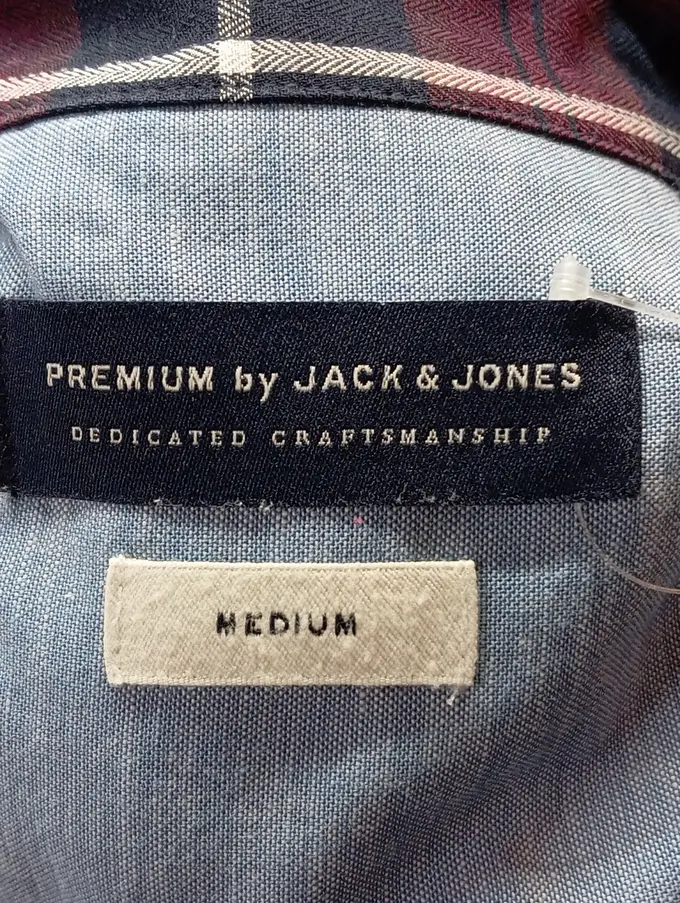 PREMIUM by JACK & JONES
DEDICATED CRAFTSMANSHIP
MEDIUM